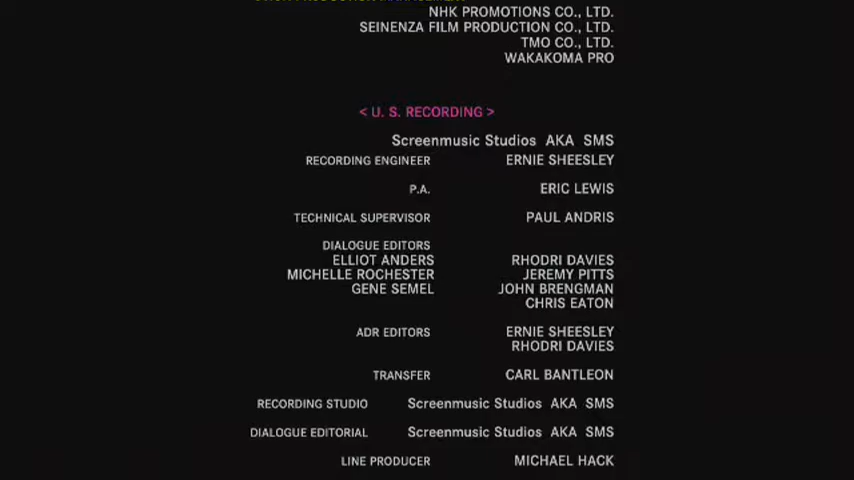 NHK PROMOTIONS CO., LTD.
SEINENZA FILM PRODUCTION CO., LTD.
TMO CO., LTD.
WAKAKOMA PRO
< U. S. RECORDING >
Screenmusic Studios AKA SMS
RECORDING ENGINEER ERNIE SHEESLEY
P.A. ERIC LEWIS
TECHNICAL SUPERVISOR PAUL ANDRIS
DIALOGUE EDITORS
ELLIOT ANDERS RHODRI DAVIES
MICHELLE ROCHESTER JEREMY PITTS
GENE SEMEL JOHN BRENGMAN
CHRIS EATON
ADR EDITORS ERNIE SHEESLEY
RHODRI DAVIES
TRANSFER CARL BANTLEON
RECORDING STUDIO Screenmusic Studios AKA SMS
DIALOGUE EDITORIAL Screenmusic Studios AKA SMS
LINE PRODUCER MICHAEL HACK